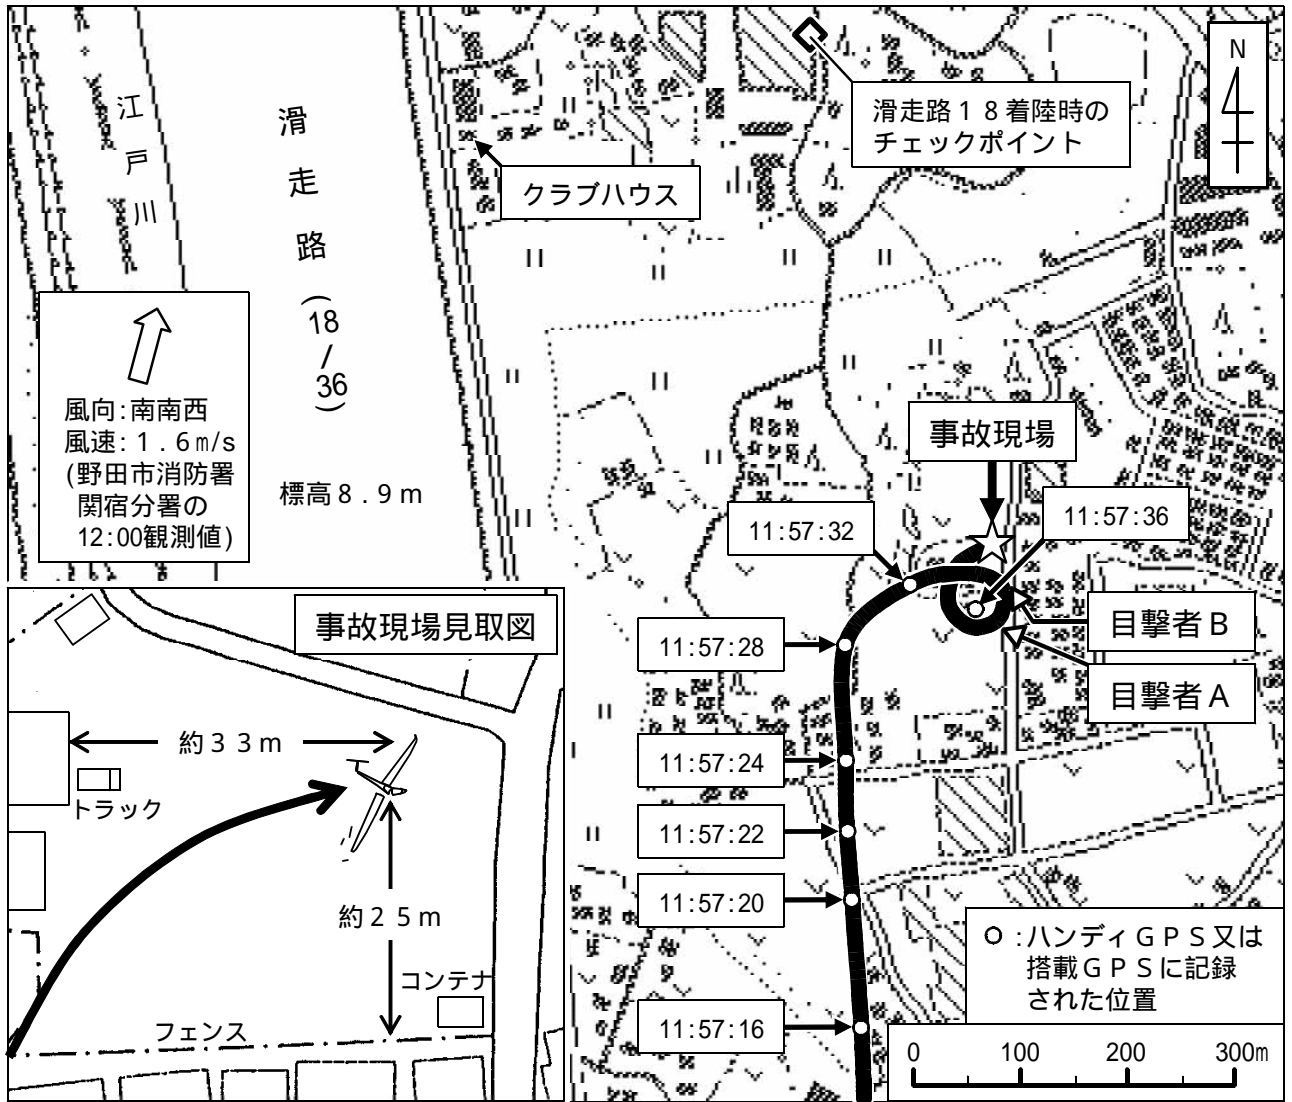 江戸川
滑走路(18/36)
標高8.9m
クラブハウス
滑走路18着陸時の
チェックポイント
N
風向:南南西
風速:1.6m/s
(野田市消防署
関宿分署の
12:00観測値)
事故現場
11:57:36
11:57:32
目撃者B
目撃者A
11:57:28
11:57:24
11:57:22
11:57:20
11:57:16
事故現場見取図
約33m
トラック
約25m
コンテナ
フェンス
:ハンディGPS又は
搭載GPSに記録
された位置
0 100 200 300m